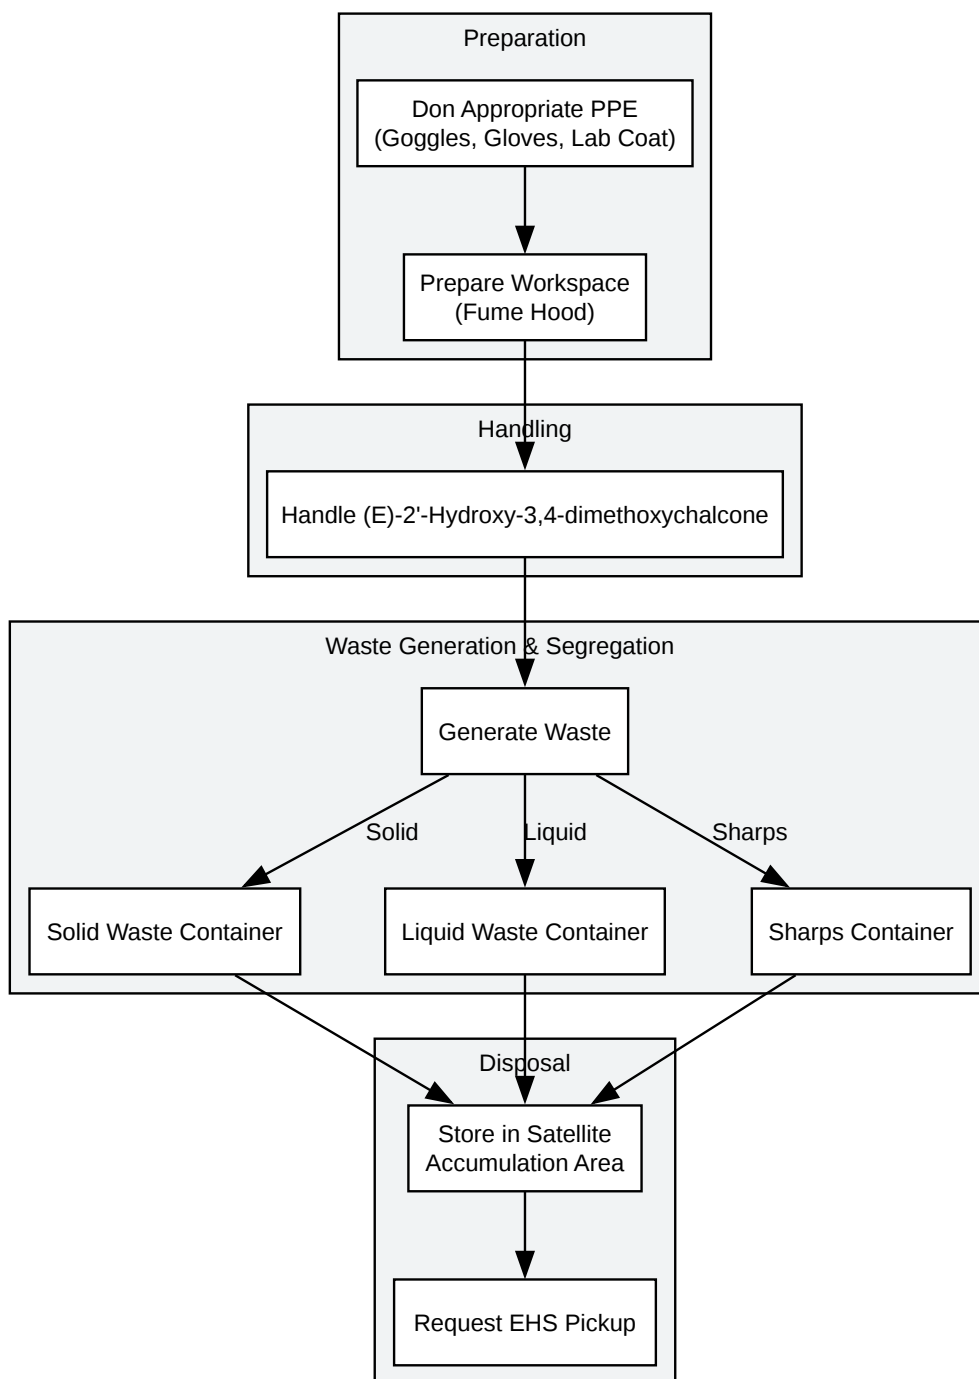 Preparation
Don Appropriate PPE
(Goggles, Gloves, Lab Coat)
Prepare Workspace
(Fume Hood)
Handling
Handle (E)-2'-Hydroxy-3,4-dimethoxychalcone
Waste Generation & Segregation
Generate Waste
Solid
Liquid
Sharps
Solid Waste Container
Liquid Waste Container
Sharps Container
Disposal
Store in Satellite
Accumulation Area
Request EHS Pickup